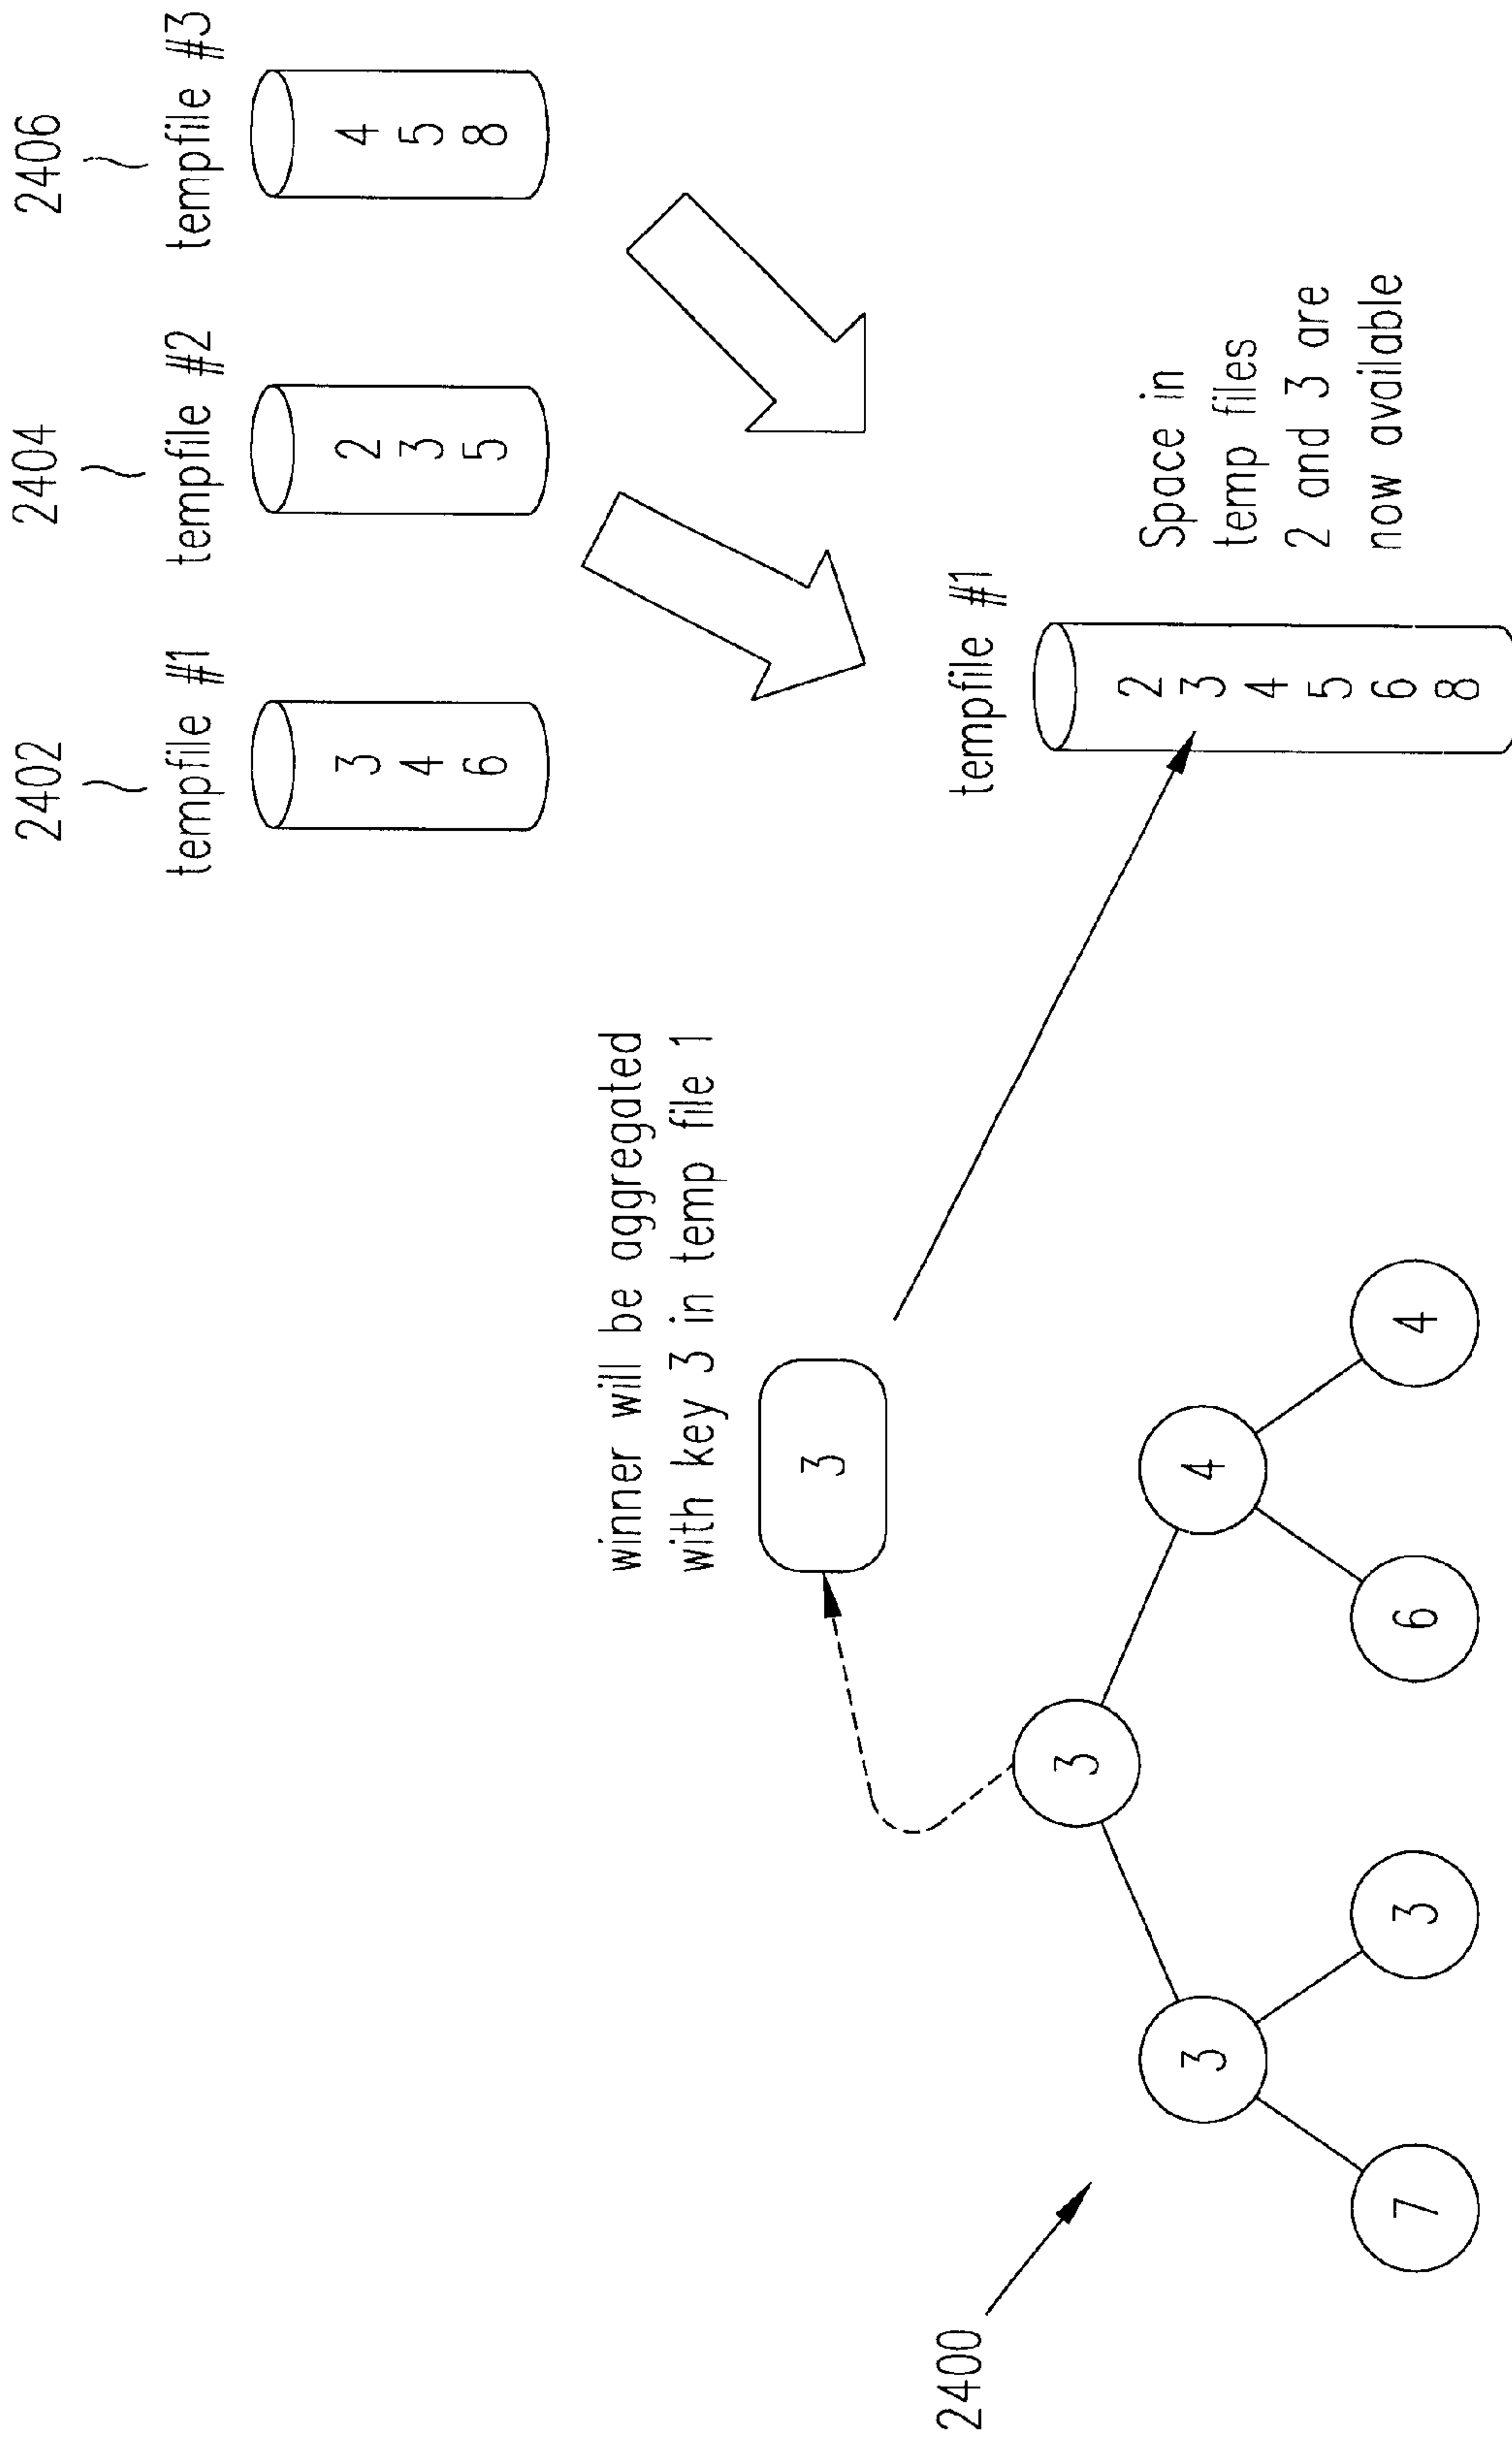 2402
2404
2406
tempfile #1
tempfile #2
tempfile #3
3
4
6
2
3
5
4
5
8
winner will be aggregated
with key 3 in temp file 1
3
tempfile #1
2
3
4
5
6
8
Space in
temp files
2 and 3 are
now available
2400
3
3
4
7
3
6
4